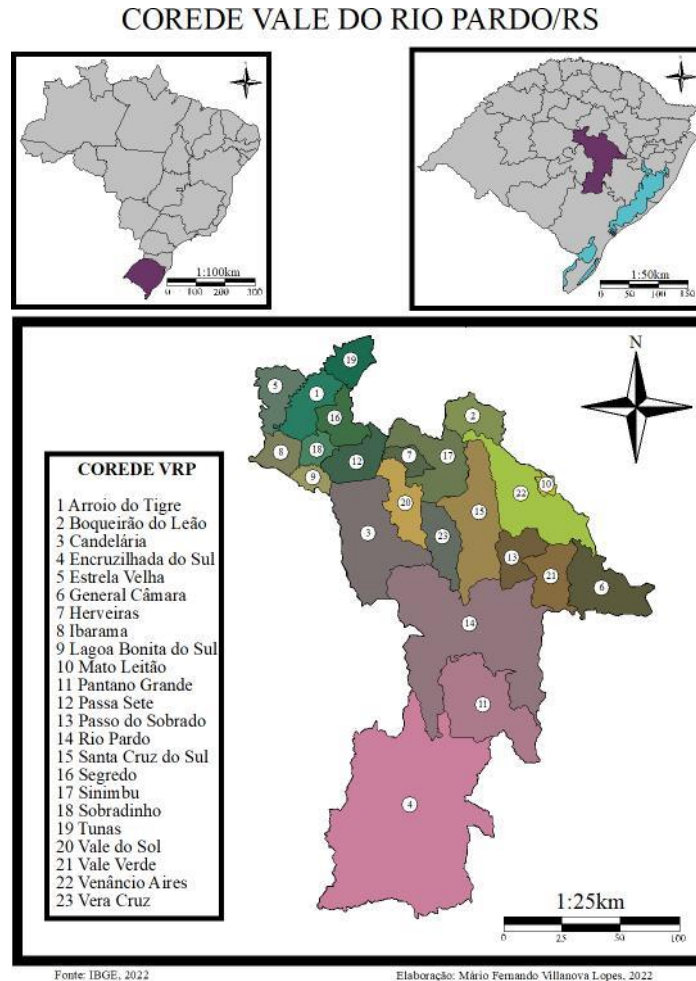 COREDE VALE DO RIO PARDO/RS
1:100km
0 100 200 300
1:50km
0 50 100 150
N
5
19
1
16
2
8
18
12
7
17
9
20
22
10
3
23
15
13
21
6
14
11
4
COREDE VRP
1 Arroio do Tigre
2 Boqueirão do Leão
3 Candelária
4 Encruzilhada do Sul
5 Estrela Velha
6 General Câmara
7 Herveiras
8 Ibarama
9 Lagoa Bonita do Sul
10 Mato Leitão
11 Pantano Grande
12 Passa Sete
13 Passo do Sobrado
14 Rio Pardo
15 Santa Cruz do Sul
16 Segredo
17 Sinimbu
18 Sobradinho
19 Tunas
20 Vale do Sol
21 Vale Verde
22 Venâncio Aires
23 Vera Cruz
1:25km
0 25 50 100
Fonte: IBGE, 2022
Elaboração: Mário Fernando Villanova Lopes, 2022